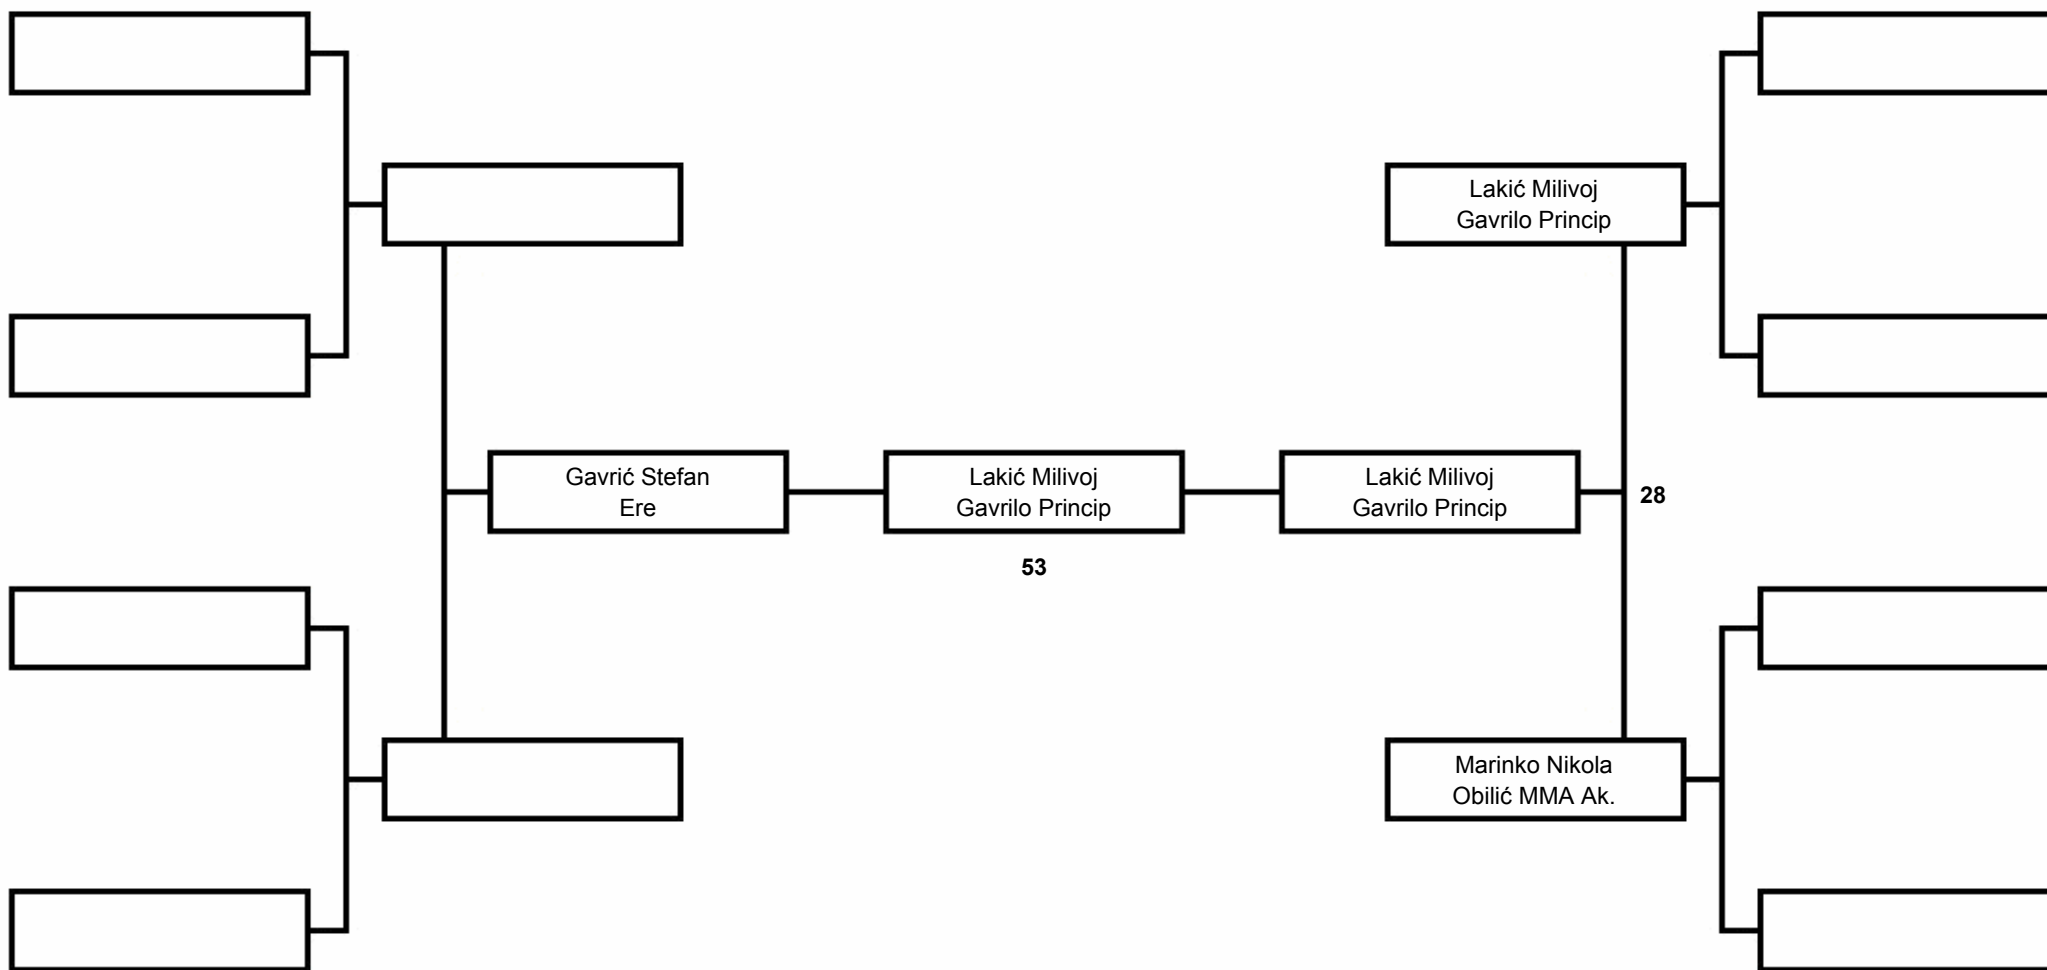 Lakić Milivoj
Gavrilo Princip
Gavrić Stefan
Ere
Lakić Milivoj
Gavrilo Princip
Lakić Milivoj
Gavrilo Princip
28
53
Marinko Nikola
Obilić MMA Ak.